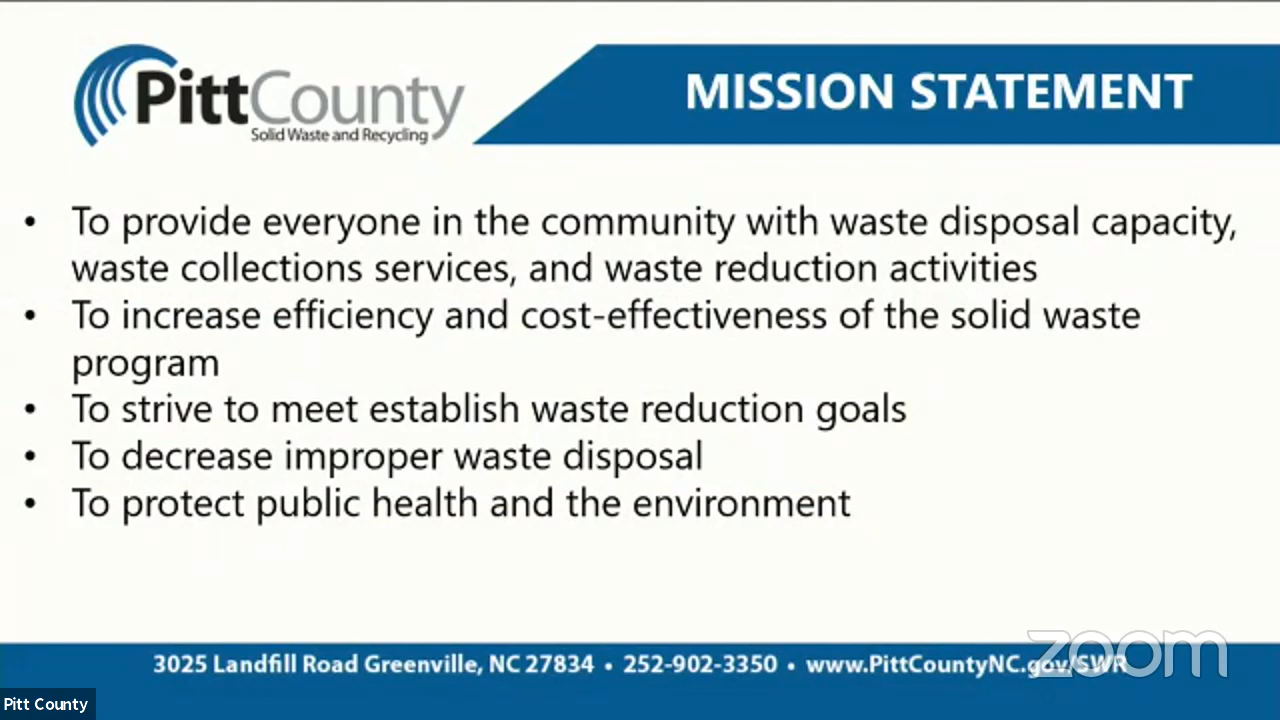 PittCounty
Solid Waste and Recycling
MISSION STATEMENT
• To provide everyone in the community with waste disposal capacity,
waste collections services, and waste reduction activities
• To increase efficiency and cost-effectiveness of the solid waste
program
• To strive to meet establish waste reduction goals
• To decrease improper waste disposal
• To protect public health and the environment
3025 Landfill Road Greenville, NC 27834 • 252-902-3350 • www.PittCountyNC.gov/SWR
zoom
Pitt County